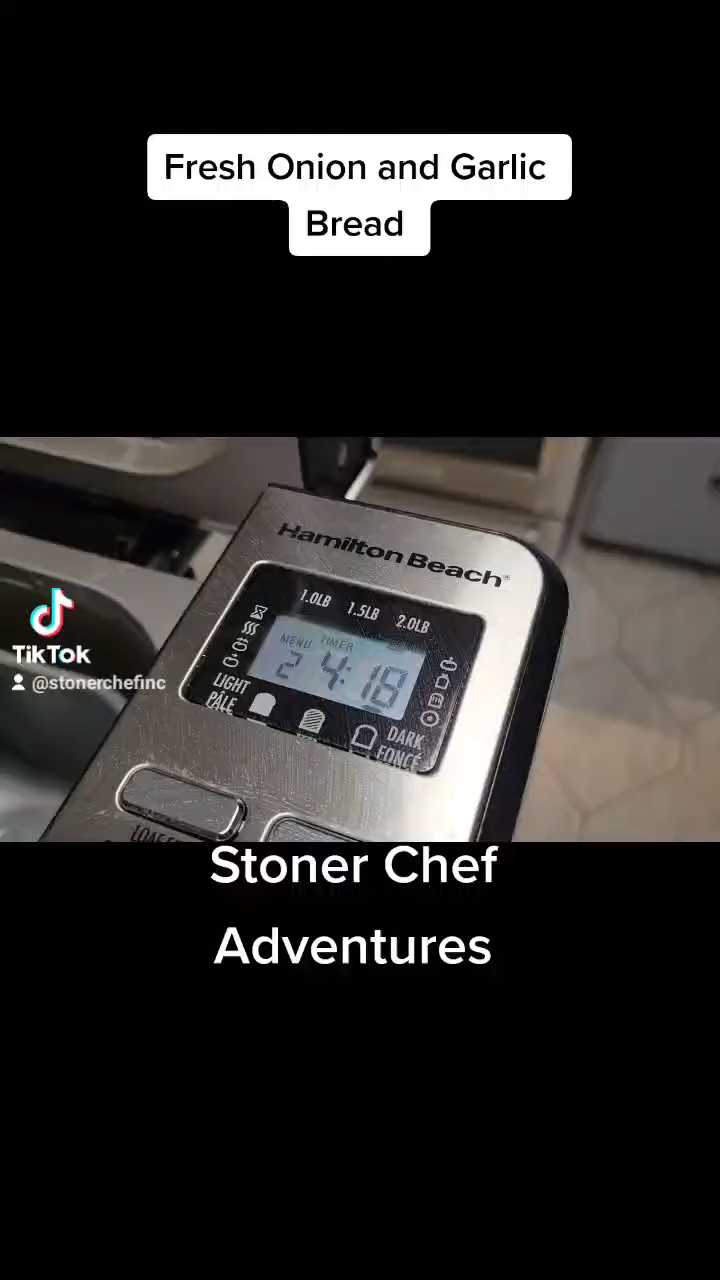 Fresh Onion and Garlic
Bread
Hamilton Beach®
1.0LB 1.5LB 2.0LB
MENU TIMER
2 4:18
LIGHT
PÂLE
DARK
FONCÉ
TikTok
@stonerchefinc
Stoner Chef
Adventures